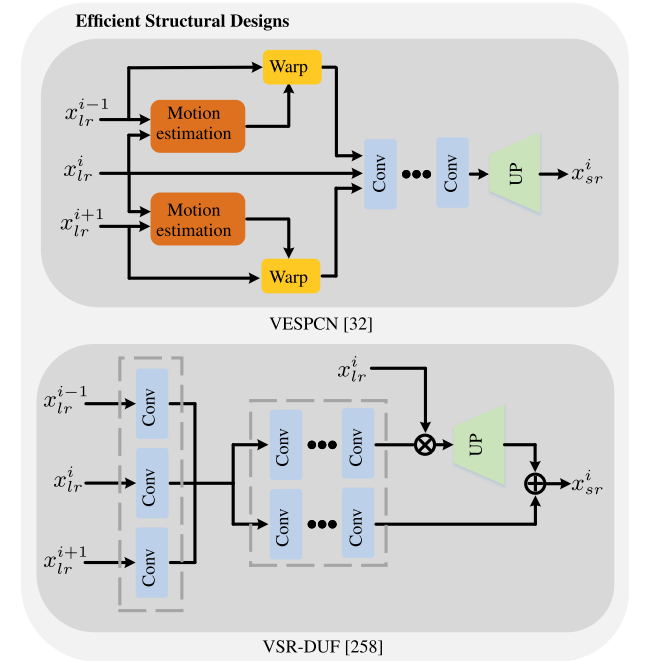 Efficient Structural Designs
Warp
x_{lr}^{i-1}
Motion
estimation
x_{lr}^{i}
Conv
Conv
UP
x_{sr}^{i}
x_{lr}^{i+1}
Motion
estimation
Warp
VESPCN [32]
x_{lr}^{i}
x_{lr}^{i-1}
Conv
Conv
Conv
UP
x_{lr}^{i}
Conv
x_{sr}^{i}
Conv
Conv
x_{lr}^{i+1}
Conv
VSR-DUF [258]